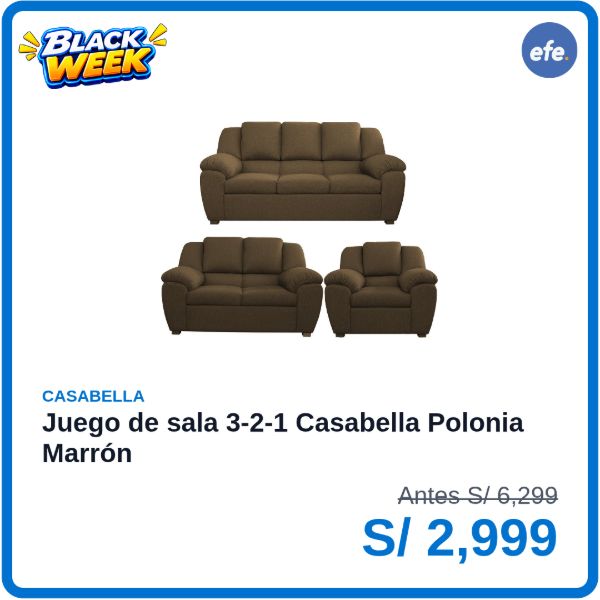 BLACK
WEEK
efe.
CASABELLA
Juego de sala 3-2-1 Casabella Polonia
Marrón
Antes S/ 6,299
S/ 2,999